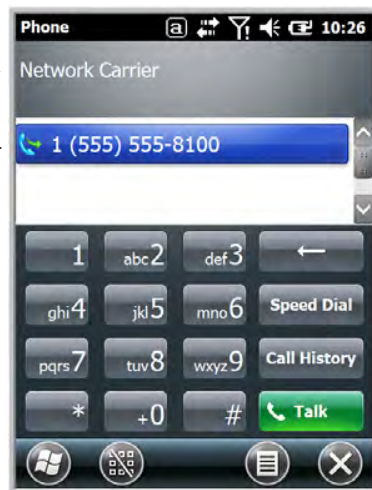 Phone a 10:26
Network Carrier
1 (555) 555-8100
1 abc2 def3
ghi4 jkl5 mno6 Speed Dial
pqrs7 tuv8 wxyz9 Call History
* +0 # Talk